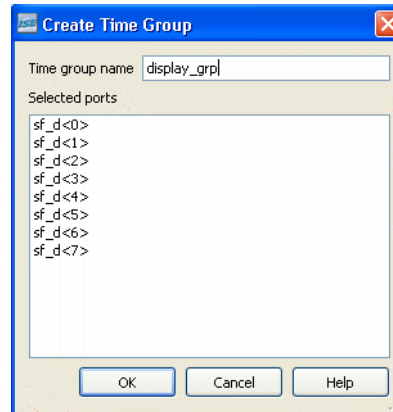 ISE Create Time Group
Time group name display_grp
Selected ports
sf_d<0>
sf_d<1>
sf_d<2>
sf_d<3>
sf_d<4>
sf_d<5>
sf_d<6>
sf_d<7>
OK Cancel Help